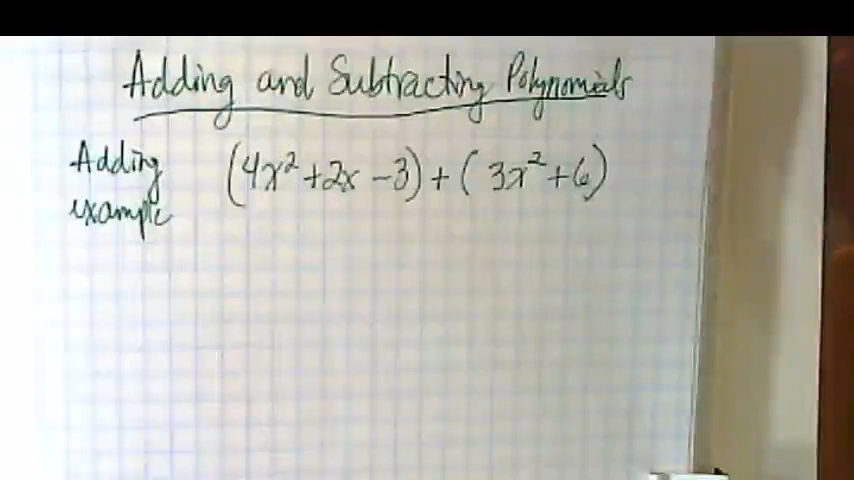 Adding and Subtracting Polynomials
Adding (4x² + 2x - 3) + (3x² + 6)
example